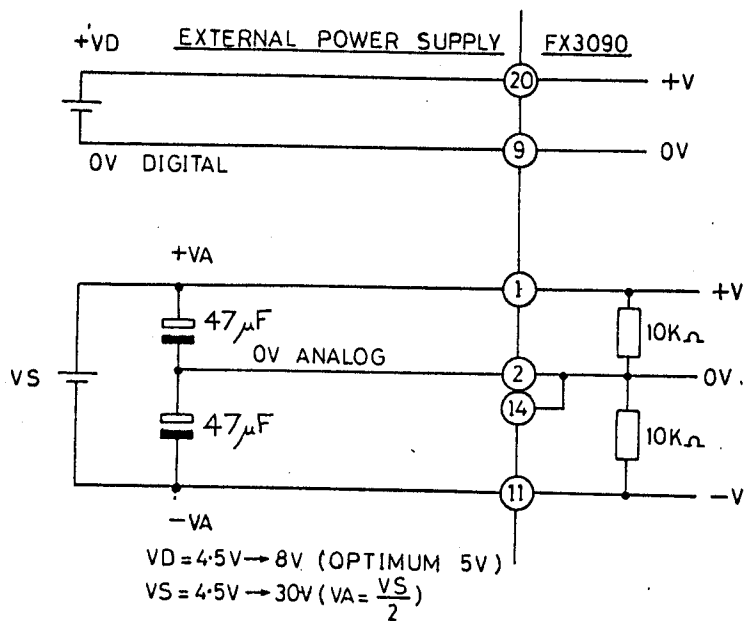 +VD EXTERNAL POWER SUPPLY FX3090
20 +V
9 0V
0V DIGITAL
+VA
1 +V
47μF 10KΩ
0V ANALOG
VS 2 0V.
14
47μF 10KΩ
11 -V
-VA
VD = 4·5V → 8V (OPTIMUM 5V)
VS = 4·5V → 30V (VA = VS
2)